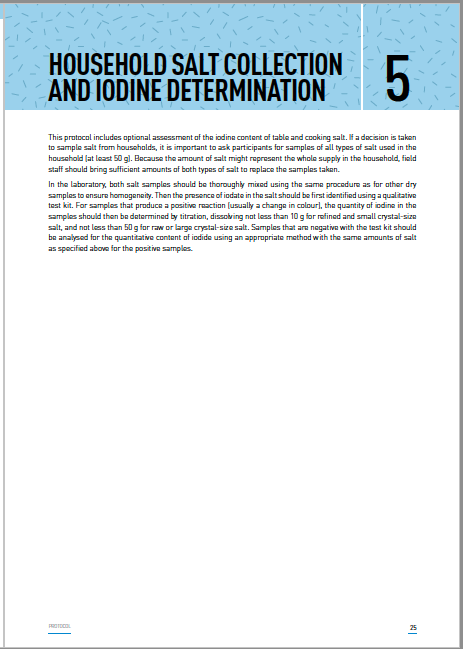 HOUSEHOLD SALT COLLECTION
AND IODINE DETERMINATION
5
This protocol includes optional assessment of the iodine content of table and cooking salt. If a decision is taken
to sample salt from households, it is important to ask participants for samples of all types of salt used in the
household (at least 50 g). Because the amount of salt might represent the whole supply in the household, field
staff should bring sufficient amounts of both types of salt to replace the samples taken.
In the laboratory, both salt samples should be thoroughly mixed using the same procedure as for other dry
samples to ensure homogeneity. Then the presence of iodate in the salt should be first identified using a qualitative
test kit. For samples that produce a positive reaction (usually a change in colour), the quantity of iodine in the
samples should then be determined by titration, dissolving not less than 10 g for refined and small crystal-size
salt, and not less than 50 g for raw or large crystal-size salt. Samples that are negative with the test kit should
be analysed for the quantitative content of iodide using an appropriate method with the same amounts of salt
as specified above for the positive samples.
PROTOCOL
25